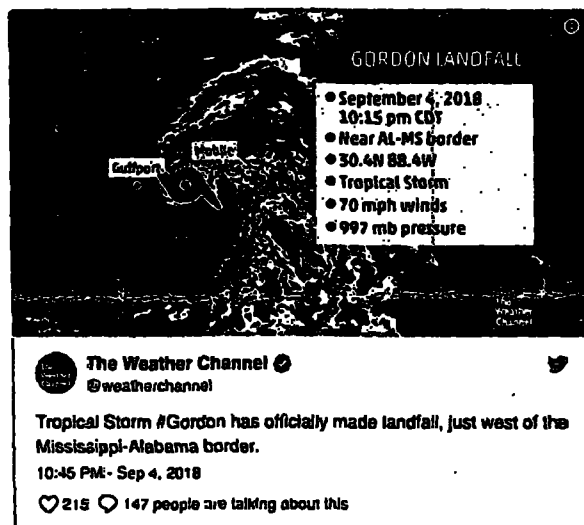 GORDON LANDFALL
September 4, 2018
10:15 pm CDT
Near AL-MS border
30.4N 88.4W
Tropical Storm
70 mph winds
997 mb pressure
Mobile
Gulfport
The
Weather
Channel
The Weather Channel
@weatherchannel
Tropical Storm #Gordon has officially made landfall, just west of the
Mississippi-Alabama border.
10:45 PM - Sep 4, 2018
215 147 people are talking about this